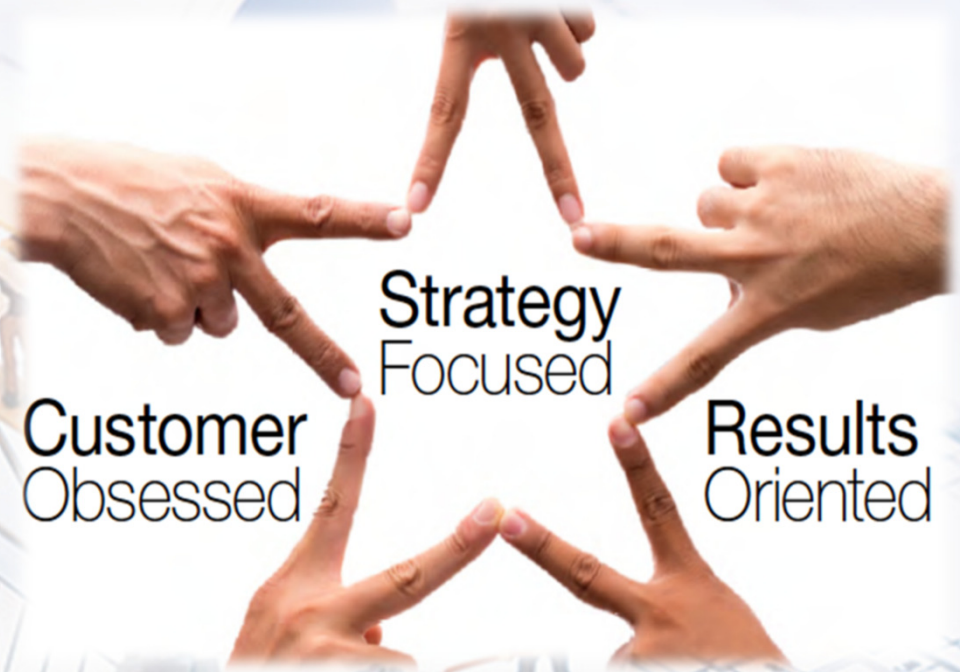 Strategy
Focused
Customer
Obsessed
Results
Oriented